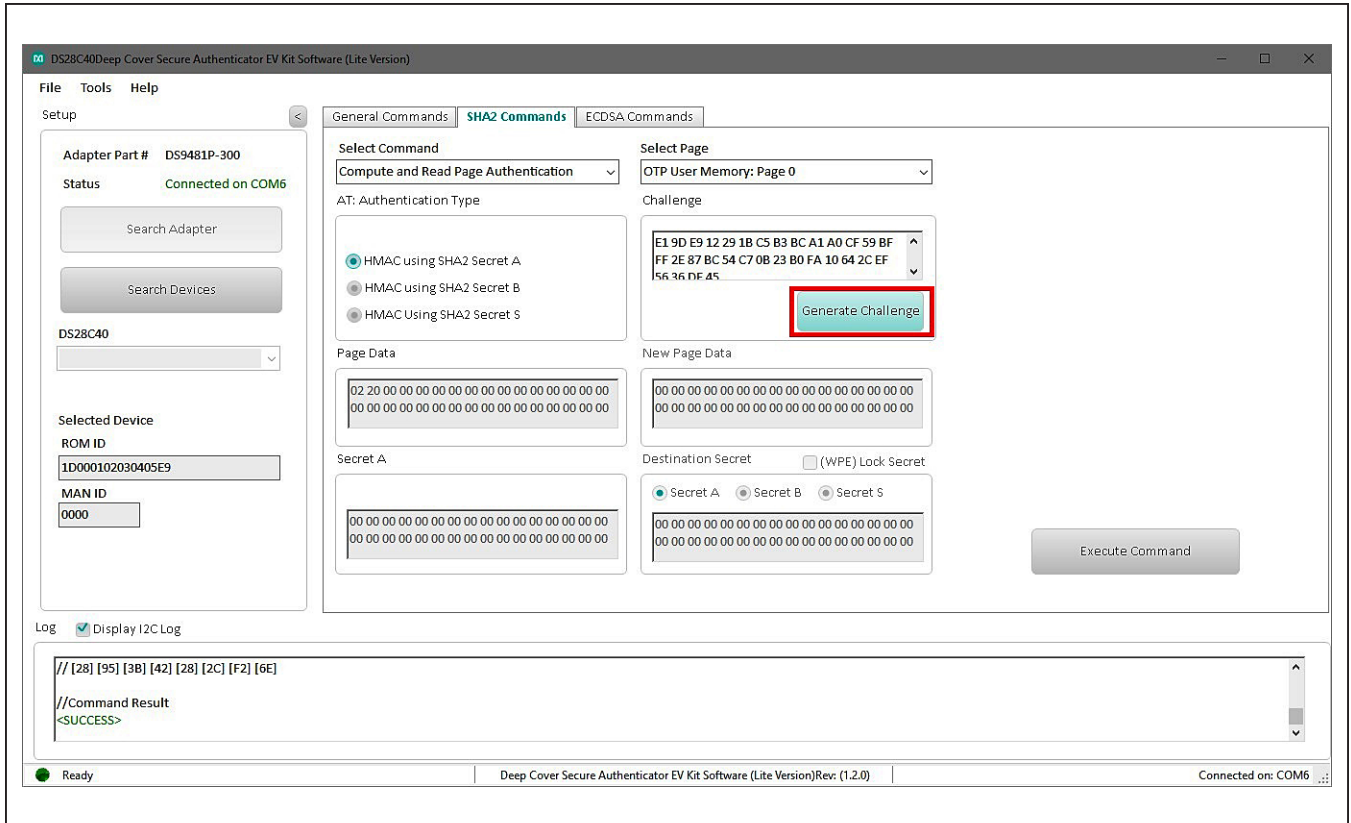 DS28C40Deep Cover Secure Authenticator EV Kit Software (Lite Version)
File Tools Help
Setup
<
Adapter Part # DS9481P-300
Status Connected on COM6
Search Adapter
Search Devices
DS28C40
Selected Device
ROM ID
1D000102030405E9
MAN ID
0000
General Commands SHA2 Commands ECDSA Commands
Select Command
Compute and Read Page Authentication
Select Page
OTP User Memory: Page 0
AT: Authentication Type
HMAC using SHA2 Secret A
HMAC using SHA2 Secret B
HMAC Using SHA2 Secret S
Challenge
E1 9D E9 12 29 1B C5 B3 BC A1 A0 CF 59 BF
FF 2E 87 BC 54 C7 0B 23 B0 FA 10 64 2C EF
56 36 DF 45
Generate Challenge
Page Data
02 20 00 00 00 00 00 00 00 00 00 00 00 00 00 00
00 00 00 00 00 00 00 00 00 00 00 00 00 00 00 00
New Page Data
00 00 00 00 00 00 00 00 00 00 00 00 00 00 00 00
00 00 00 00 00 00 00 00 00 00 00 00 00 00 00 00
Secret A
00 00 00 00 00 00 00 00 00 00 00 00 00 00 00 00
00 00 00 00 00 00 00 00 00 00 00 00 00 00 00 00
Destination Secret (WPE) Lock Secret
Secret A Secret B Secret S
00 00 00 00 00 00 00 00 00 00 00 00 00 00 00 00
00 00 00 00 00 00 00 00 00 00 00 00 00 00 00 00
Execute Command
Log Display I2C Log
// [28] [95] [3B] [42] [28] [2C] [F2] [6E]
//Command Result
<SUCCESS>
Ready
Deep Cover Secure Authenticator EV Kit Software (Lite Version)Rev: (1.2.0)
Connected on: COM6